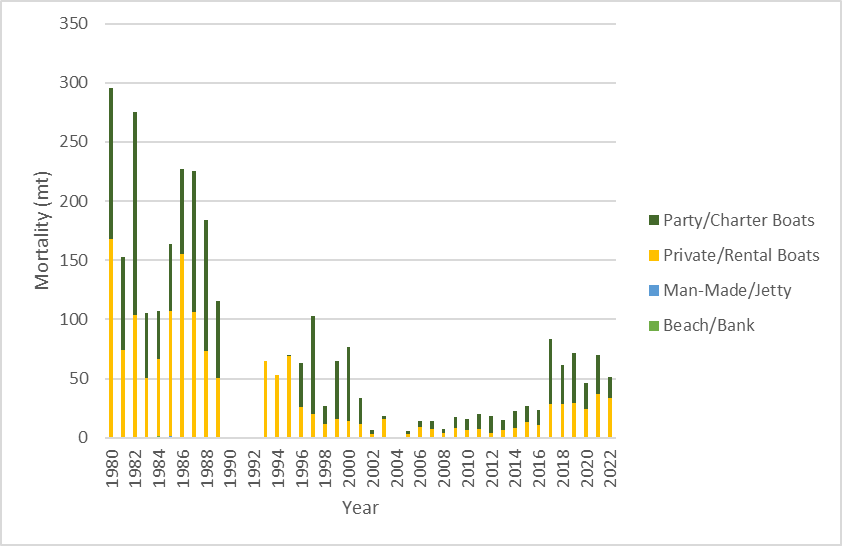 350
300
250
200
150
100
50
0
Mortality (mt)
1980 1982 1984 1986 1988 1990 1992 1994 1996 1998 2000 2002 2004 2006 2008 2010 2012 2014 2016 2018 2020 2022
Year
Party/Charter Boats
Private/Rental Boats
Man-Made/Jetty
Beach/Bank